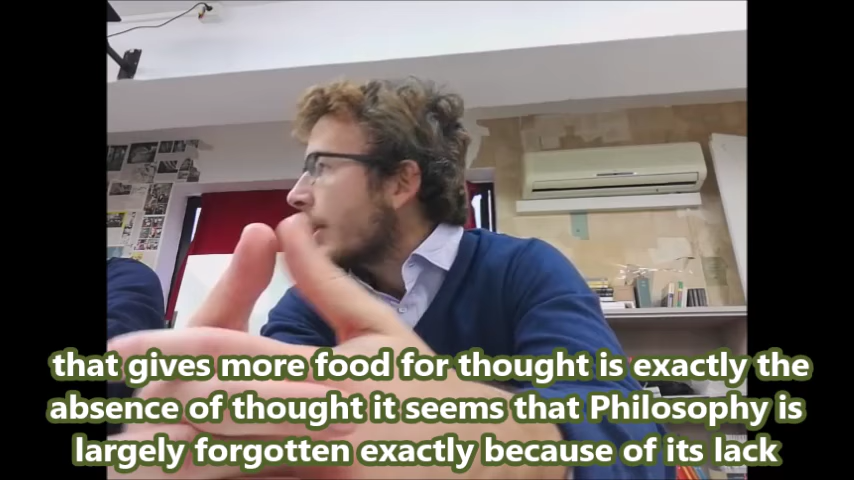 that gives more food for thought is exactly the
absence of thought it seems that Philosophy is
largely forgotten exactly because of its lack